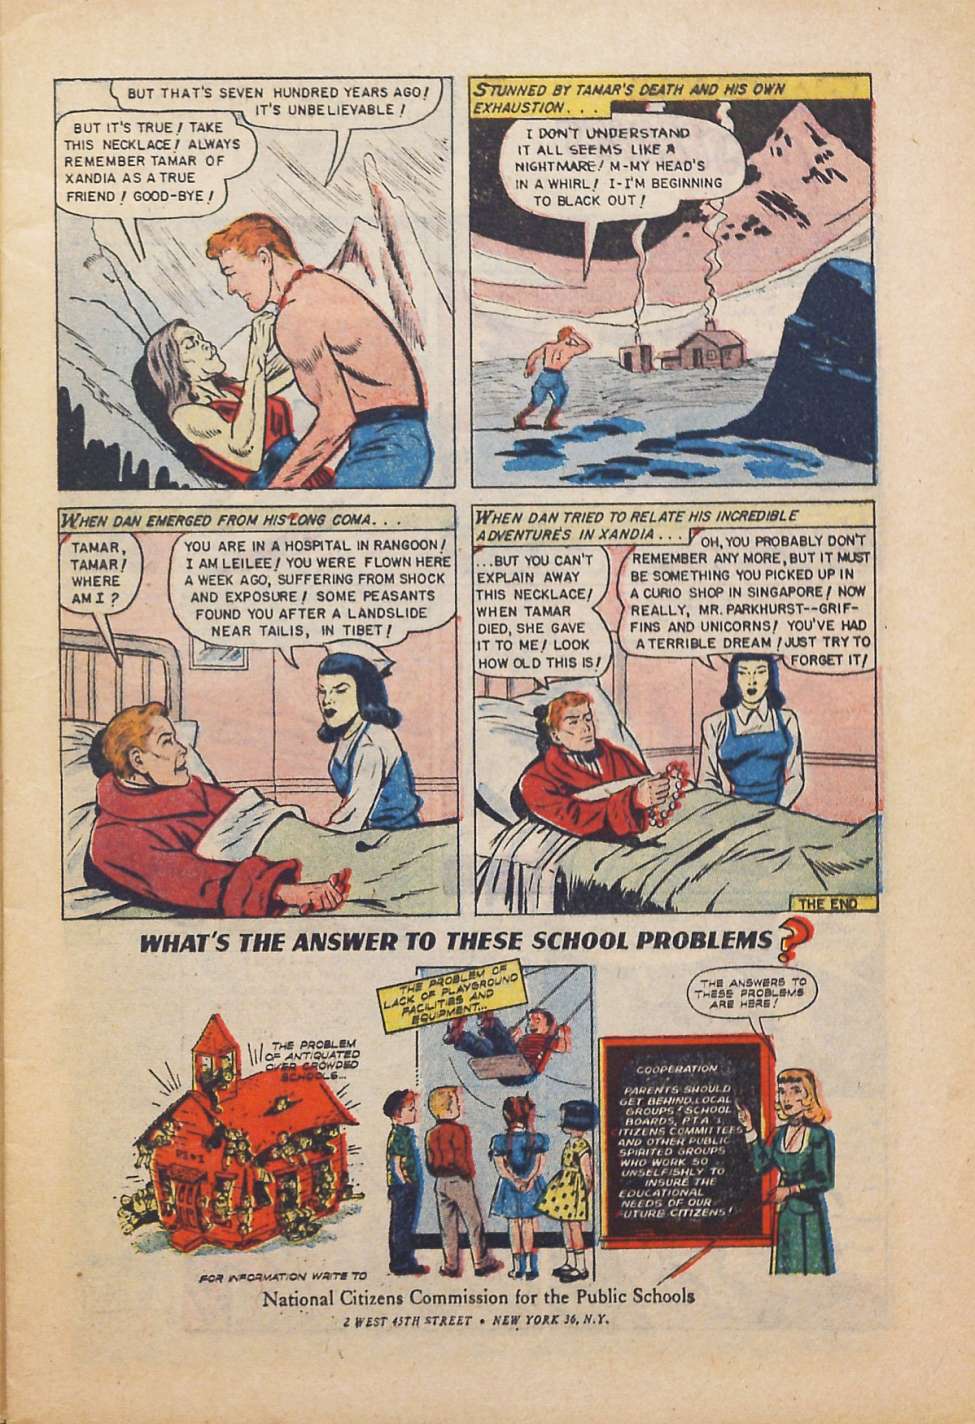 BUT THAT'S SEVEN HUNDRED YEARS AGO!
IT'S UNBELIEVABLE!
BUT IT'S TRUE! TAKE
THIS NECKLACE! ALWAYS
REMEMBER TAMAR OF
XANDIA AS A TRUE
FRIEND! GOOD-BYE!
STUNNED BY TAMAR'S DEATH AND HIS OWN
EXHAUSTION....
I DON'T UNDERSTAND
IT ALL SEEMS LIKE A
NIGHTMARE! M-MY HEAD'S
IN A WHIRL! I-I'M BEGINNING
TO BLACK OUT!
WHEN DAN EMERGED FROM HIS LONG COMA...
TAMAR,
TAMAR!
WHERE
AM I?
YOU ARE IN A HOSPITAL IN RANGOON!
I AM LEILEE! YOU WERE FLOWN HERE
A WEEK AGO, SUFFERING FROM SHOCK
AND EXPOSURE! SOME PEASANTS
FOUND YOU AFTER A LANDSLIDE
NEAR TAILIS, IN TIBET!
WHEN DAN TRIED TO RELATE HIS INCREDIBLE
ADVENTURES IN XANDIA...
...BUT YOU CAN'T
EXPLAIN AWAY
THIS NECKLACE!
WHEN TAMAR
DIED, SHE GAVE
IT TO ME! LOOK
HOW OLD THIS IS!
OH, YOU PROBABLY DON'T
REMEMBER ANY MORE, BUT IT MUST
BE SOMETHING YOU PICKED UP IN
A CURIO SHOP IN SINGAPORE! NOW
REALLY, MR. PARKHURST--GRIF-
FINS AND UNICORNS! YOU'VE HAD
A TERRIBLE DREAM! JUST TRY TO
FORGET IT!
THE END
WHAT'S THE ANSWER TO THESE SCHOOL PROBLEMS?
THE PROBLEM
OF ANTIQUATED
OVER CROWDED
SCHOOLS...
THE PROBLEM OF
LACK OF PLAYGROUND
FACILITIES AND
EQUIPMENT...
THE ANSWERS TO
THESE PROBLEMS
ARE HERE!
COOPERATION
PARENTS SHOULD
GET BEHIND LOCAL
GROUPS! SCHOOL
BOARDS, P.T.A.'S
CITIZENS COMMITTEES
AND OTHER PUBLIC
SPIRITED GROUPS
WHO WORK SO
UNSELFISHLY TO
INSURE THE
EDUCATIONAL
NEEDS OF OUR
FUTURE CITIZENS!
FOR INFORMATION WRITE TO
National Citizens Commission for the Public Schools
2 WEST 45TH STREET • NEW YORK 36, N.Y.